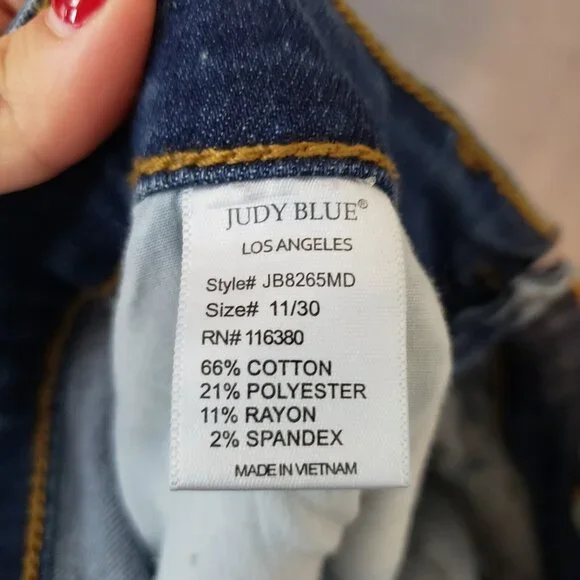 JUDY BLUE®
LOS ANGELES
Style# JB8265MD
Size# 11/30
RN# 116380
66% COTTON
21% POLYESTER
11% RAYON
2% SPANDEX
MADE IN VIETNAM